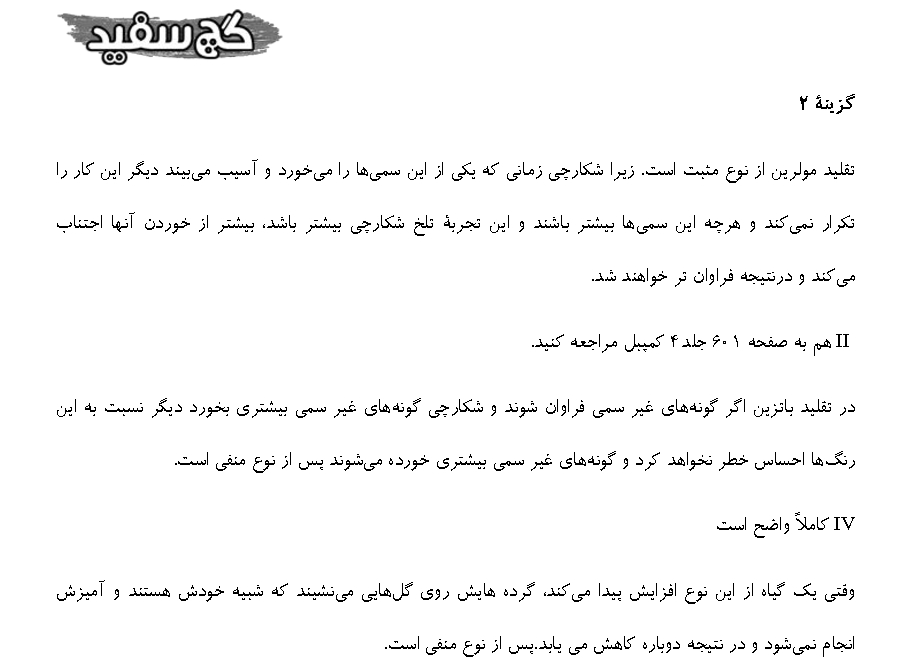 گچ سفید
گزینهٔ ۲
تقلید مولرین از نوع مثبت است. زیرا شکارچی زمانی که یکی از این سمی‌ها را می‌خورد و آسیب می‌بیند دیگر این کار را
تکرار نمی‌کند و هرچه این سمی‌ها بیشتر باشند و این تجربهٔ تلخ شکارچی بیشتر باشد، بیشتر از خوردن آنها اجتناب
می‌کند و درنتیجه فراوان تر خواهند شد.
II هم به صفحه ۶۰۱ جلد ۴ کمپبل مراجعه کنید.
در تقلید باتزین اگر گونه‌های غیر سمی فراوان شوند و شکارچی گونه‌های غیر سمی بیشتری بخورد دیگر نسبت به این
رنگ‌ها احساس خطر نخواهد کرد و گونه‌های غیر سمی بیشتری خورده می‌شوند پس از نوع منفی است.
IV کاملاً واضح است
وقتی یک گیاه از این نوع افزایش پیدا می‌کند، گرده هایش روی گل‌هایی می‌نشیند که شبیه خودش هستند و آمیزش
انجام نمی‌شود و در نتیجه دوباره کاهش می یابد.پس از نوع منفی است.